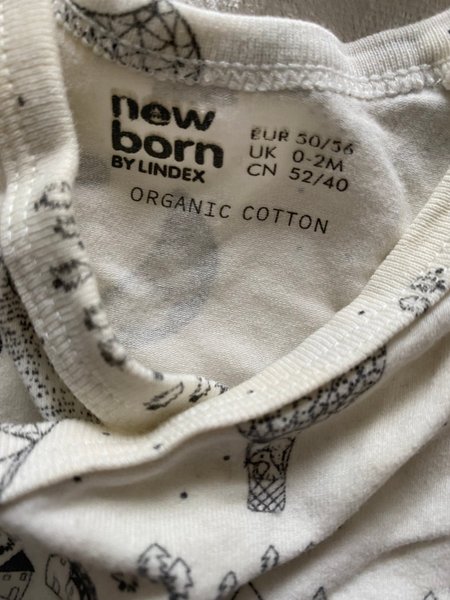 new
born
BY LINDEX
EUR 50/56
UK 0-2M
CN 52/40
ORGANIC COTTON